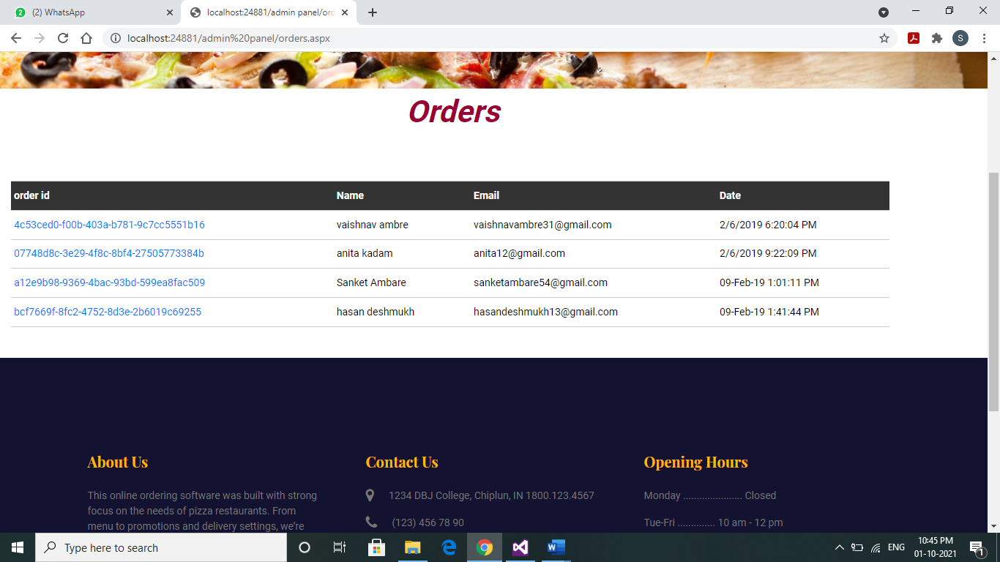 (2) WhatsApp
localhost:24881/admin panel/ord
localhost:24881/admin%20panel/orders.aspx
S
Orders
order id Name Email Date
4c53ced0-f00b-403a-b781-9c7cc5551b16 vaishnav ambre vaishnavambre31@gmail.com 2/6/2019 6:20:04 PM
07748d8c-3e29-4f8c-8bf4-27505773384b anita kadam anita12@gmail.com 2/6/2019 9:22:09 PM
a12e9b98-9369-4bac-93bd-599ea8fac509 Sanket Ambare sanketambare54@gmail.com 09-Feb-19 1:01:11 PM
bcf7669f-8fc2-4752-8d3e-2b6019c69255 hasan deshmukh hasandeshmukh13@gmail.com 09-Feb-19 1:41:44 PM
About Us
This online ordering software was built with strong
focus on the needs of pizza restaurants. From
menu to promotions and delivery settings, we're
Contact Us
1234 DBJ College, Chiplun, IN 1800.123.4567
(123) 456 78 90
Opening Hours
Monday ...................... Closed
Tue-Fri .............. 10 am - 12 pm
Type here to search
ENG
10:45 PM
01-10-2021
1